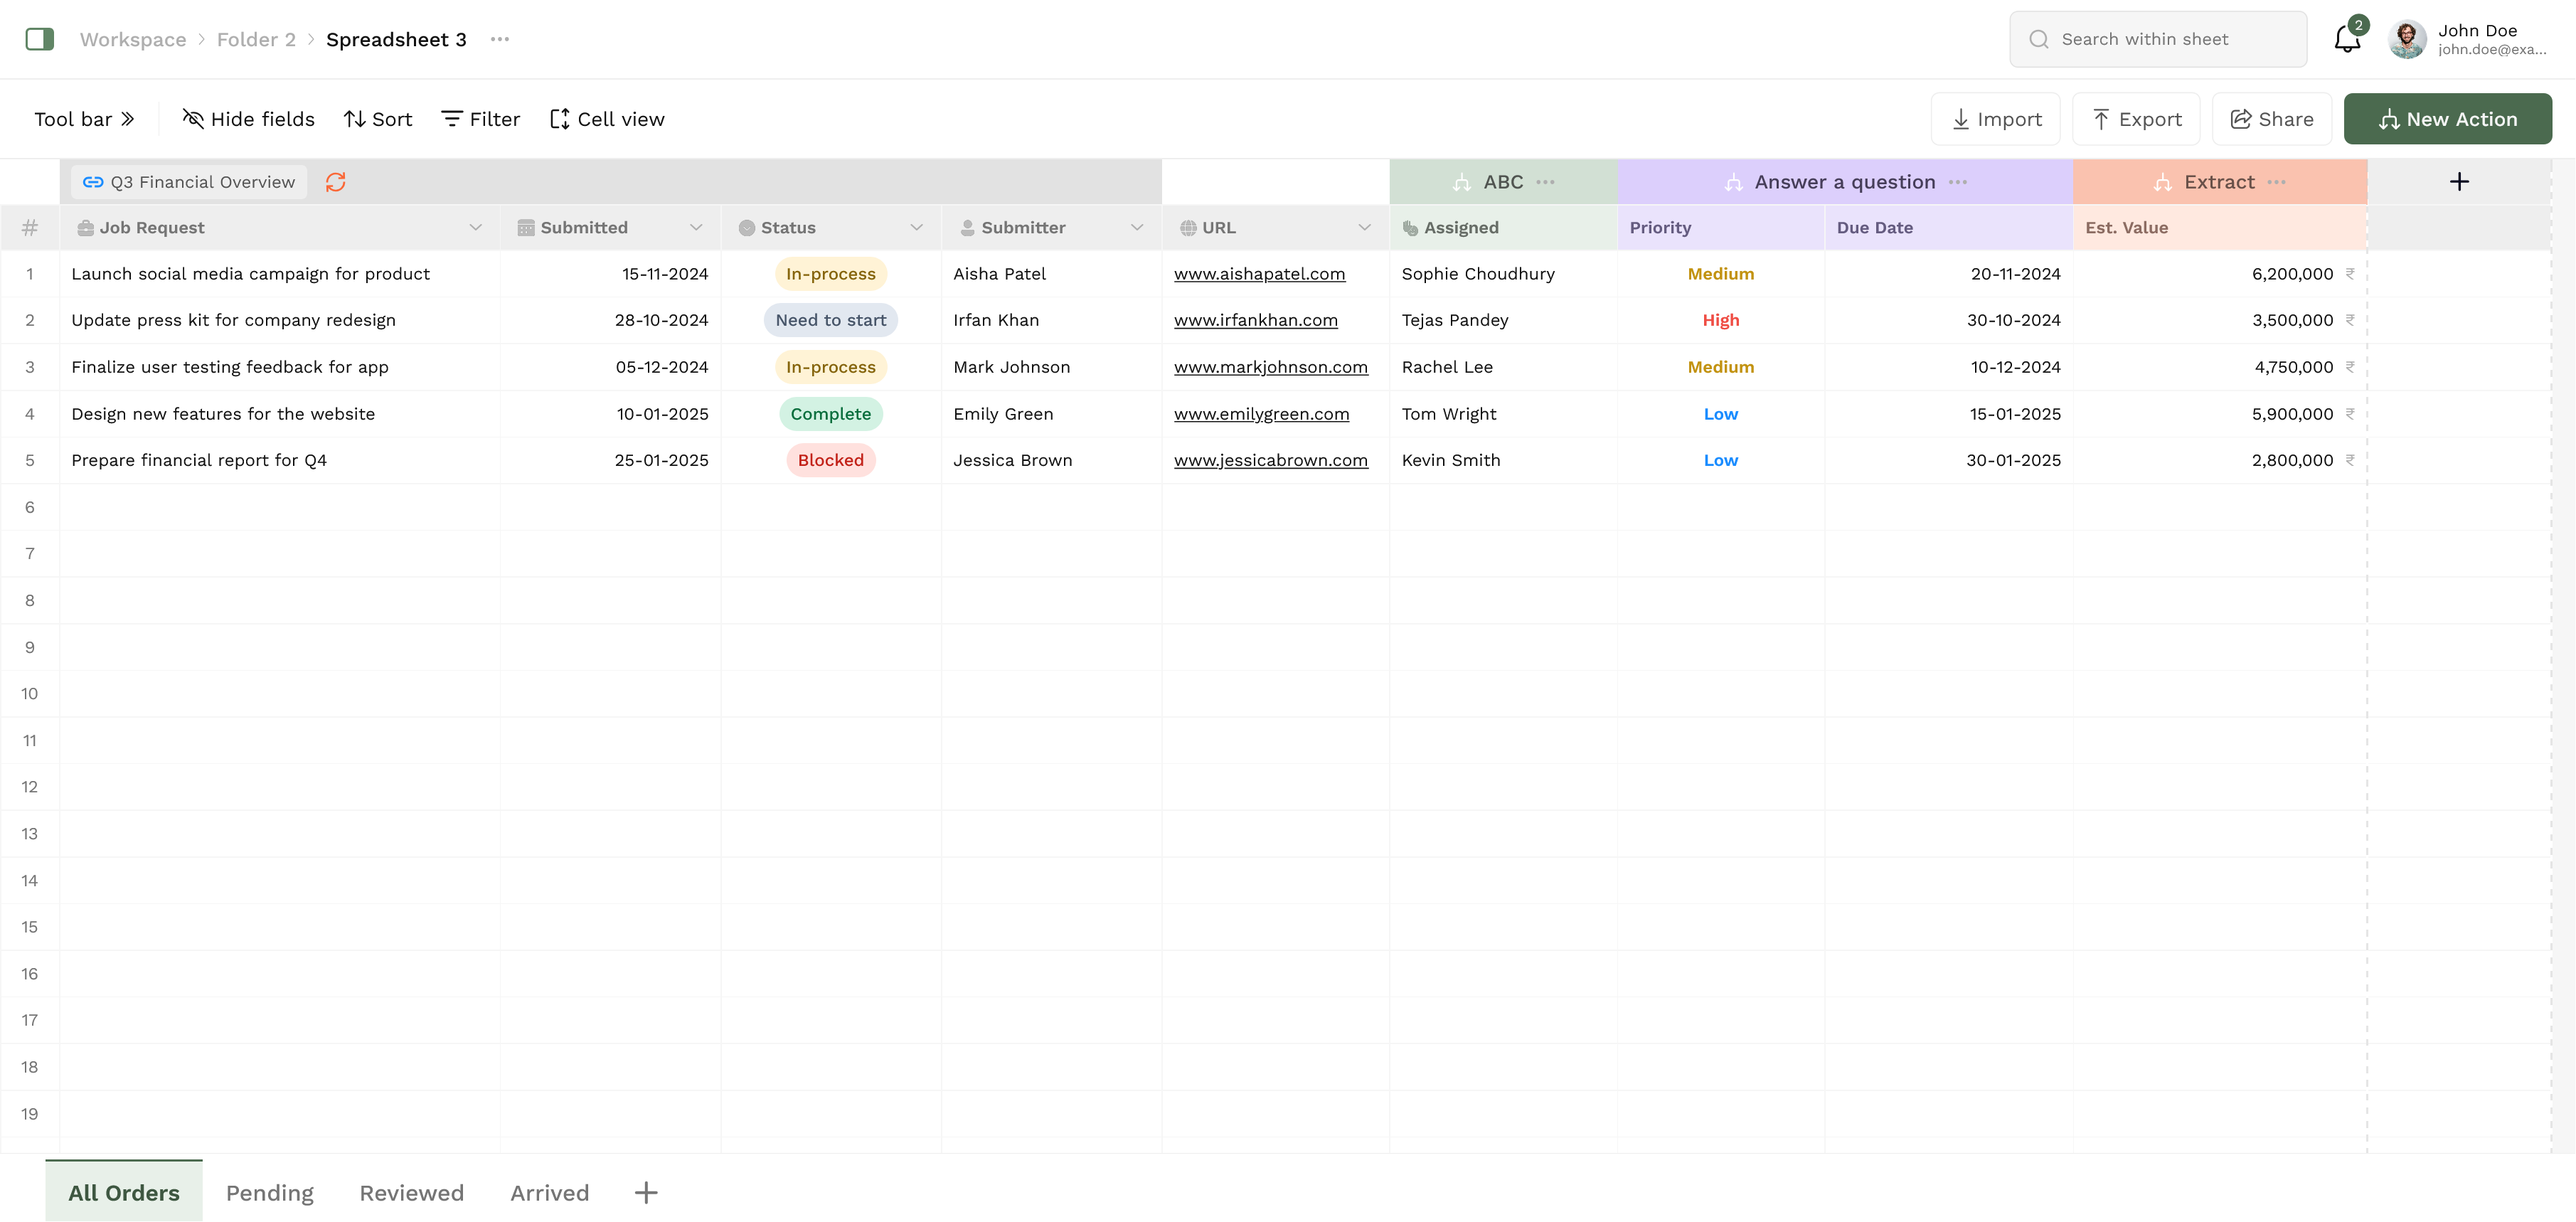 Workspace > Folder 2 > Spreadsheet 3 ···
Search within sheet
2
John Doe
john.doe@exa...
Tool bar Hide fields Sort Filter Cell view
Import Export Share New Action
Q3 Financial Overview ABC ··· Answer a question ··· Extract ··· +
# Job Request Submitted Status Submitter URL Assigned Priority Due Date Est. Value
1 Launch social media campaign for product 15-11-2024 In-process Aisha Patel www.aishapatel.com Sophie Choudhury Medium 20-11-2024 6,200,000 ₹
2 Update press kit for company redesign 28-10-2024 Need to start Irfan Khan www.irfankhan.com Tejas Pandey High 30-10-2024 3,500,000 ₹
3 Finalize user testing feedback for app 05-12-2024 In-process Mark Johnson www.markjohnson.com Rachel Lee Medium 10-12-2024 4,750,000 ₹
4 Design new features for the website 10-01-2025 Complete Emily Green www.emilygreen.com Tom Wright Low 15-01-2025 5,900,000 ₹
5 Prepare financial report for Q4 25-01-2025 Blocked Jessica Brown www.jessicabrown.com Kevin Smith Low 30-01-2025 2,800,000 ₹
6
7
8
9
10
11
12
13
14
15
16
17
18
19
All Orders Pending Reviewed Arrived +